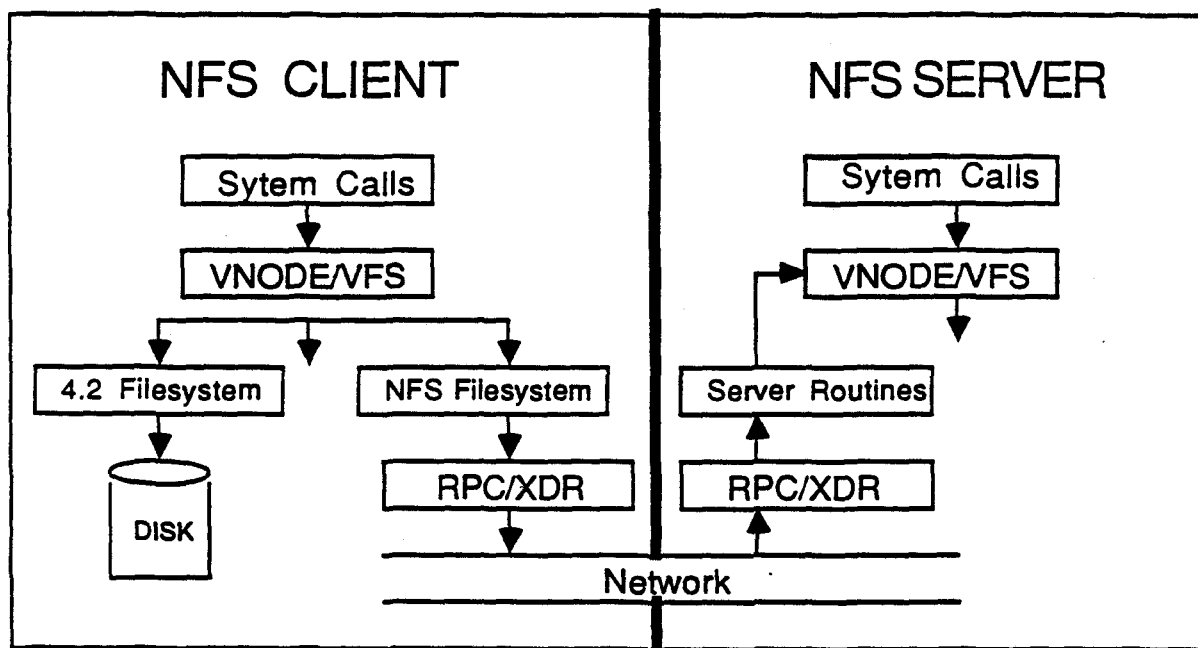 NFS CLIENT
Sytem Calls
VNODE/VFS
4.2 Filesystem
NFS Filesystem
DISK
RPC/XDR
NFS SERVER
Sytem Calls
VNODE/VFS
Server Routines
RPC/XDR
Network